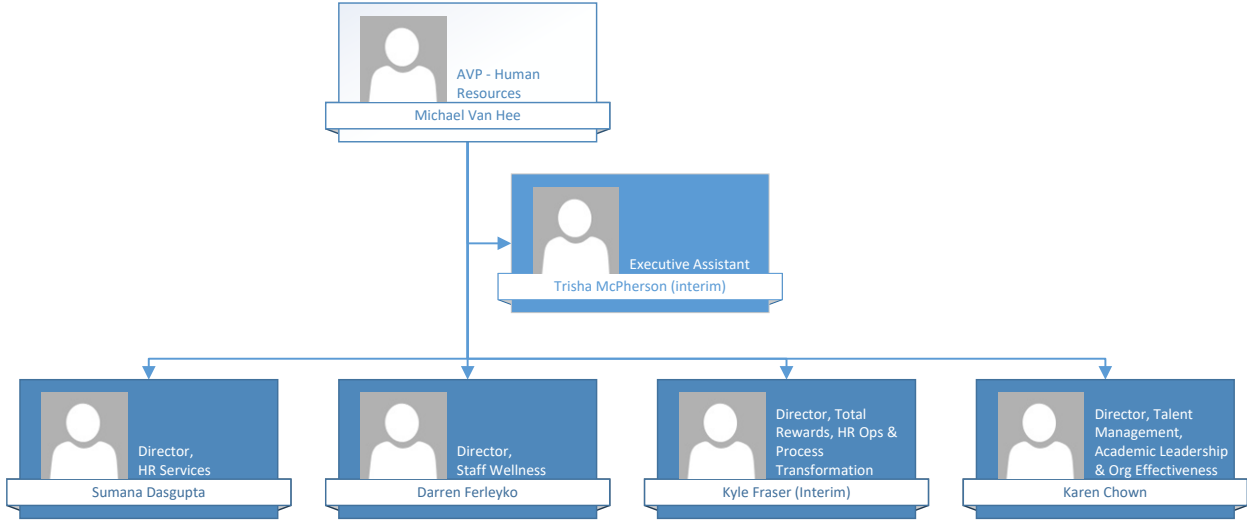 AVP - Human
Resources
Michael Van Hee
Executive Assistant
Trisha McPherson (interim)
Director,
HR Services
Sumana Dasgupta
Director,
Staff Wellness
Darren Ferleyko
Director, Total
Rewards, HR Ops &
Process
Transformation
Kyle Fraser (Interim)
Director, Talent
Management,
Academic Leadership
& Org Effectiveness
Karen Chown